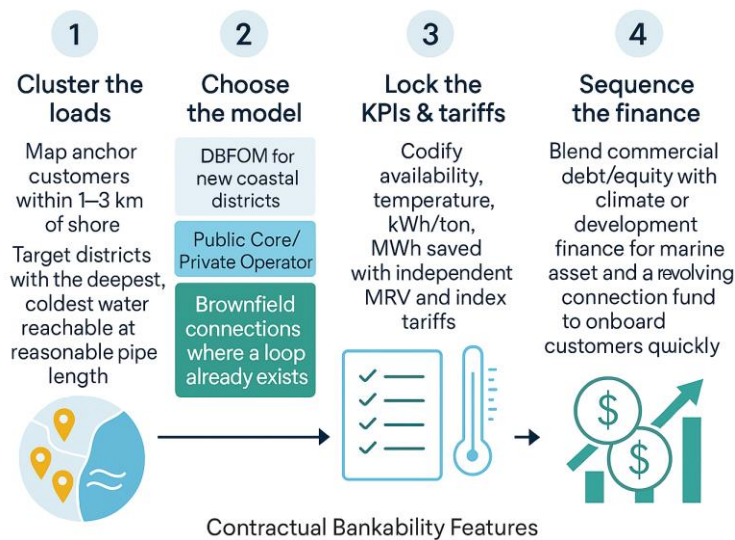 1
Cluster the
loads
Map anchor
customers
within 1–3 km
of shore
Target districts
with the deepest,
coldest water
reachable at
reasonable pipe
length
2
Choose
the model
DBFOM for
new coastal
districts
Public Core/
Private Operator
Brownfield
connections
where a loop
already exists
3
Lock the
KPIs & tariffs
Codify
availability,
temperature,
kWh/ton,
MWh saved
with independent
MRV and index
tariffs
4
Sequence
the finance
Blend commercial
debt/equity with
climate or
development
finance for marine
asset and a revolving
connection fund
to onboard
customers quickly
$
$
Contractual Bankability Features